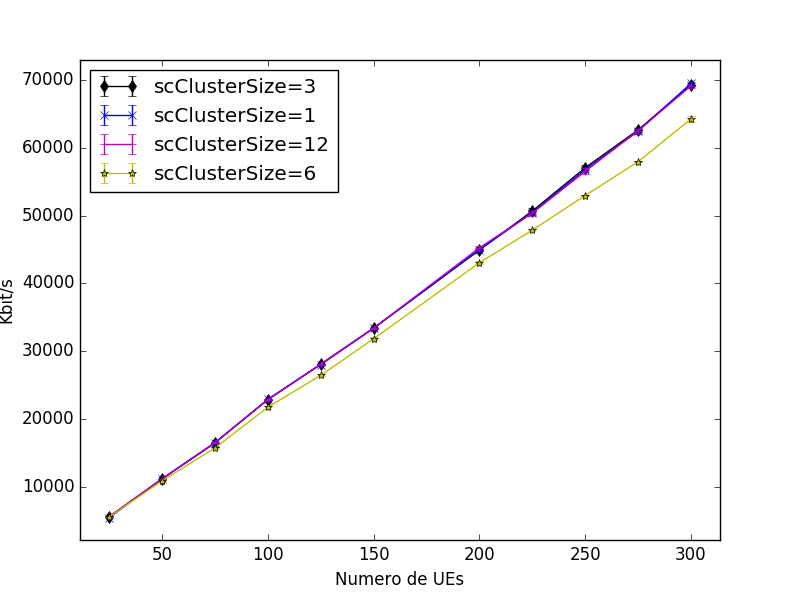 70000
60000
50000
40000
30000
20000
10000
Kbit/s
scClusterSize=3
scClusterSize=1
scClusterSize=12
scClusterSize=6
50 100 150 200 250 300
Numero de UEs